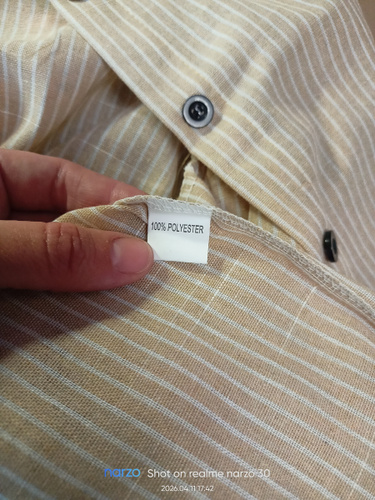 100% POLYESTER
narzo Shot on realme narzo 30
2026.04.11 17:42